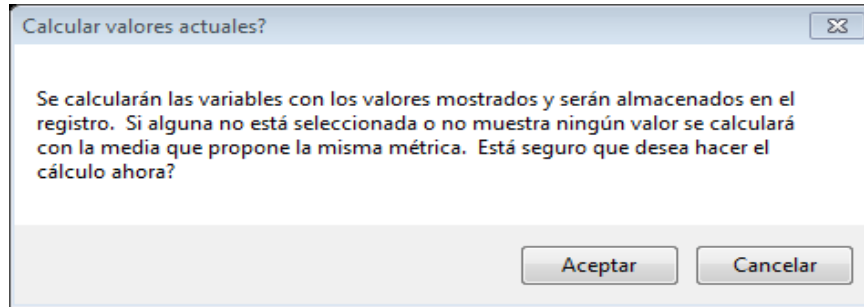 Calcular valores actuales?
Se calcularán las variables con los valores mostrados y serán almacenados en el
registro.  Si alguna no está seleccionada o no muestra ningún valor se calculará
con la media que propone la misma métrica.  Está seguro que desea hacer el
cálculo ahora?
Aceptar
Cancelar